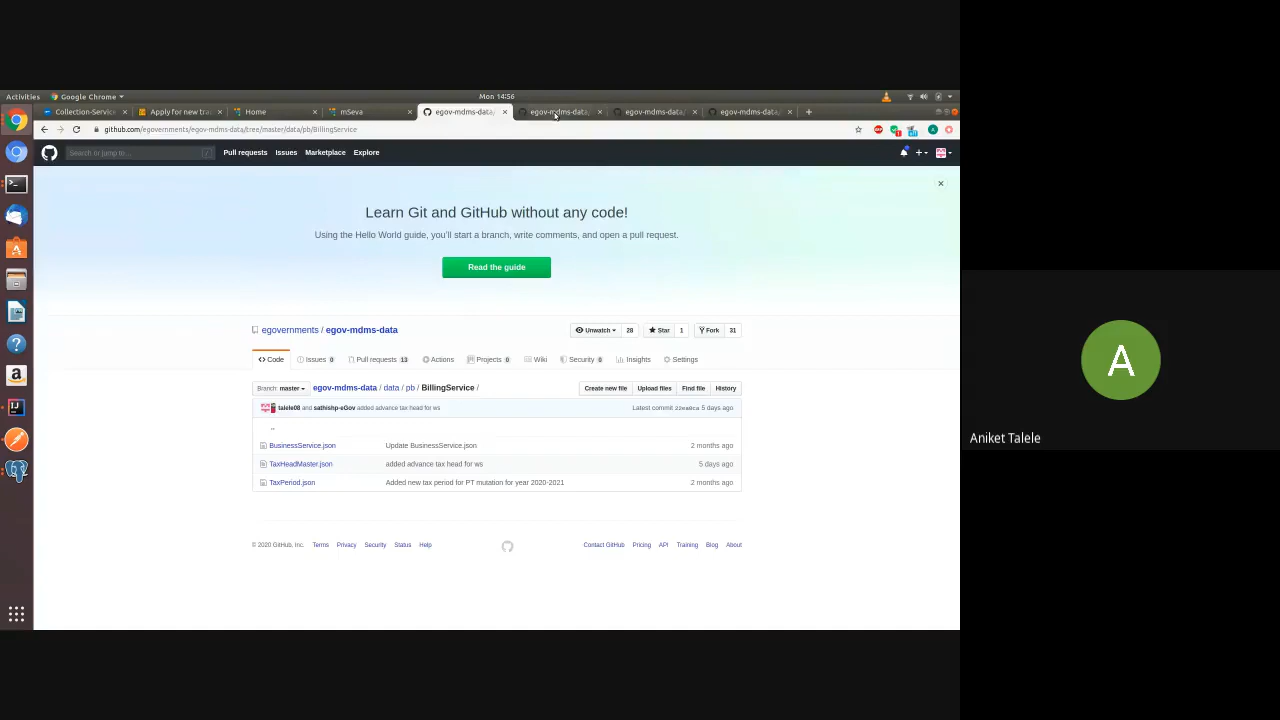 Activities Google Chrome Mon 14:56
Collection-Service Apply for new tra Home mSeva egov-mdms-data/ egov-mdms-data/ egov-mdms-data/ egov-mdms-data/
github.com/egovernments/egov-mdms-data/tree/master/data/pb/BillingService
Search or jump to... / Pull requests Issues Marketplace Explore
Learn Git and GitHub without any code!
Using the Hello World guide, you'll start a branch, write comments, and open a pull request.
Read the guide
egovernments / egov-mdms-data Unwatch 28 Star 1 Fork 31
Code Issues 0 Pull requests 13 Actions Projects 0 Wiki Security 0 Insights Settings
Branch: master egov-mdms-data / data / pb / BillingService / Create new file Upload files Find file History
talele08 and sathishp-eGov added advance tax head for ws Latest commit 5 days ago
..
BusinessService.json Update BusinessService.json 2 months ago
TaxHeadMaster.json added advance tax head for ws 5 days ago
TaxPeriod.json Added new tax period for PT mutation for year 2020-2021 2 months ago
© 2020 GitHub, Inc. Terms Privacy Security Status Help Contact GitHub Pricing API Training Blog About
A
Aniket Talele